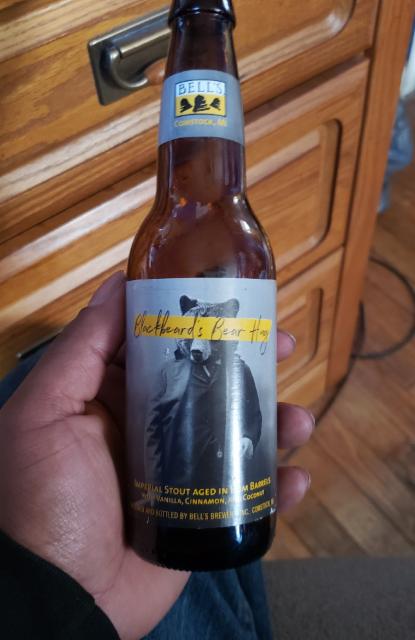 BELL'S
COMSTOCK, MI
Blackbeard's Bear Hug
IMPERIAL STOUT AGED IN RUM BARRELS
WITH VANILLA, CINNAMON, AND COCONUT
AND BOTTLED BY BELL'S BREWERY, INC. COMSTOCK, MI